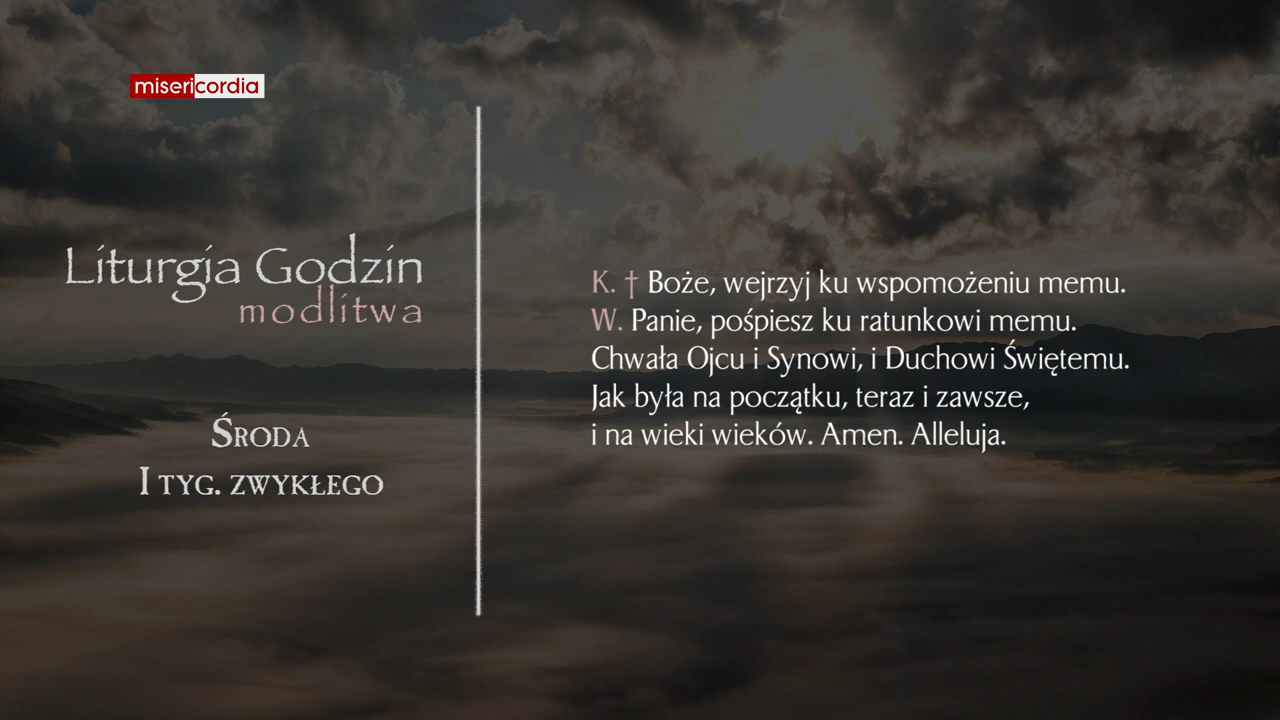 misericordia
Liturgia Godzin
modlitwa
Środa
I tyg. zwykłego
K. † Boże, wejrzyj ku wspomożeniu memu.
W. Panie, pośpiesz ku ratunkowi memu.
Chwała Ojcu i Synowi, i Duchowi Świętemu.
Jak była na początku, teraz i zawsze,
i na wieki wieków. Amen. Alleluja.